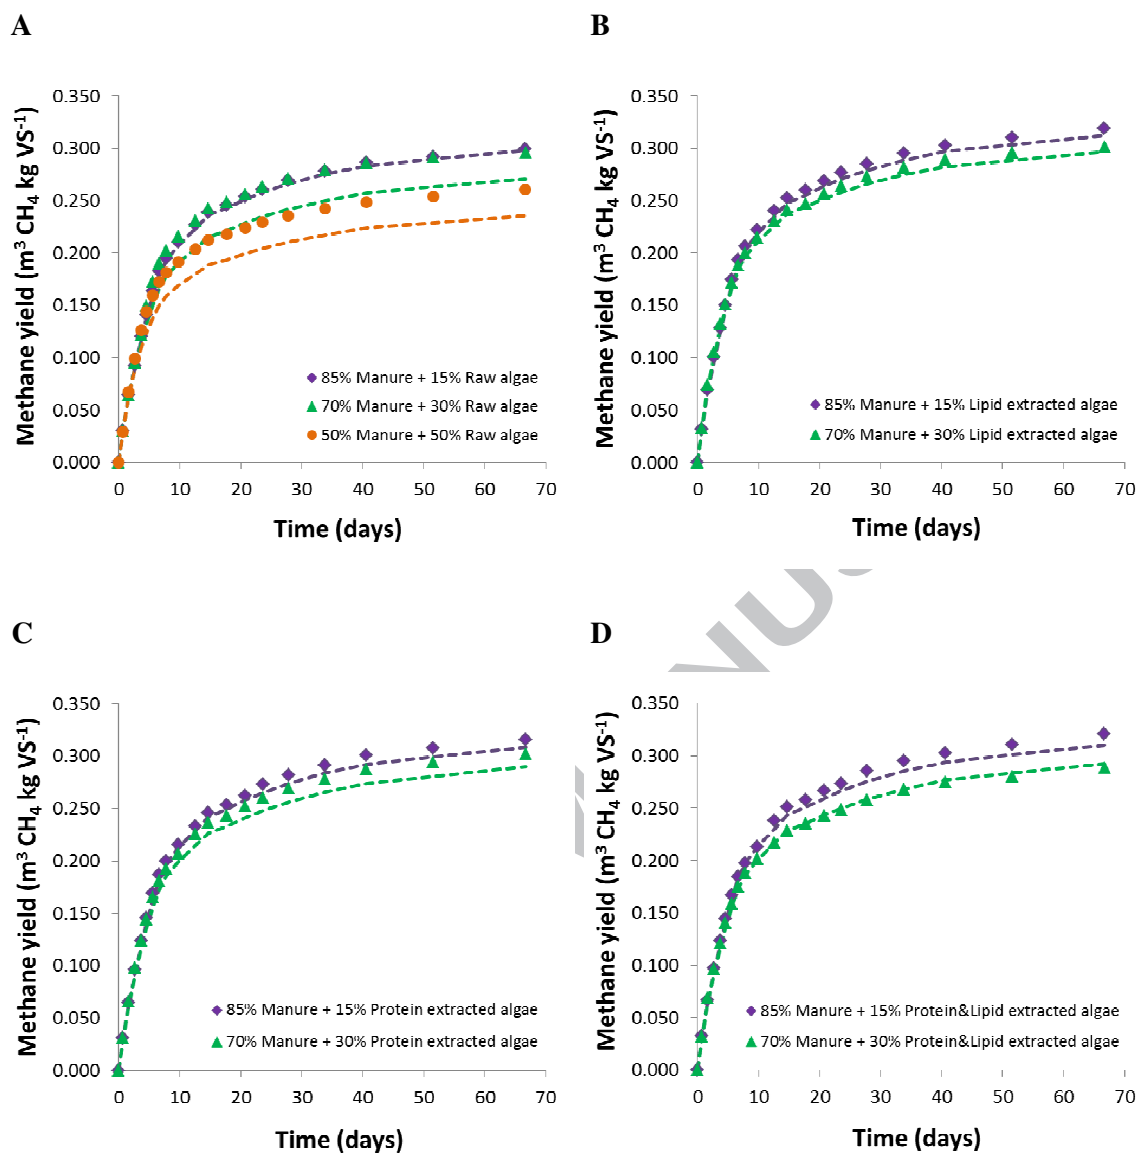 A
Methane yield (m³ CH₄ kg VS⁻¹)
0.350
0.300
0.250
0.200
0.150
0.100
0.050
0.000
85% Manure + 15% Raw algae
70% Manure + 30% Raw algae
50% Manure + 50% Raw algae
0 10 20 30 40 50 60 70
Time (days)
B
Methane yield (m³ CH₄ kg VS⁻¹)
0.350
0.300
0.250
0.200
0.150
0.100
0.050
0.000
85% Manure + 15% Lipid extracted algae
70% Manure + 30% Lipid extracted algae
0 10 20 30 40 50 60 70
Time (days)
C
Methane yield (m³ CH₄ kg VS⁻¹)
0.350
0.300
0.250
0.200
0.150
0.100
0.050
0.000
85% Manure + 15% Protein extracted algae
70% Manure + 30% Protein extracted algae
0 10 20 30 40 50 60 70
Time (days)
D
Methane yield (m³ CH₄ kg VS⁻¹)
0.350
0.300
0.250
0.200
0.150
0.100
0.050
0.000
85% Manure + 15% Protein&Lipid extracted algae
70% Manure + 30% Protein&Lipid extracted algae
0 10 20 30 40 50 60 70
Time (days)